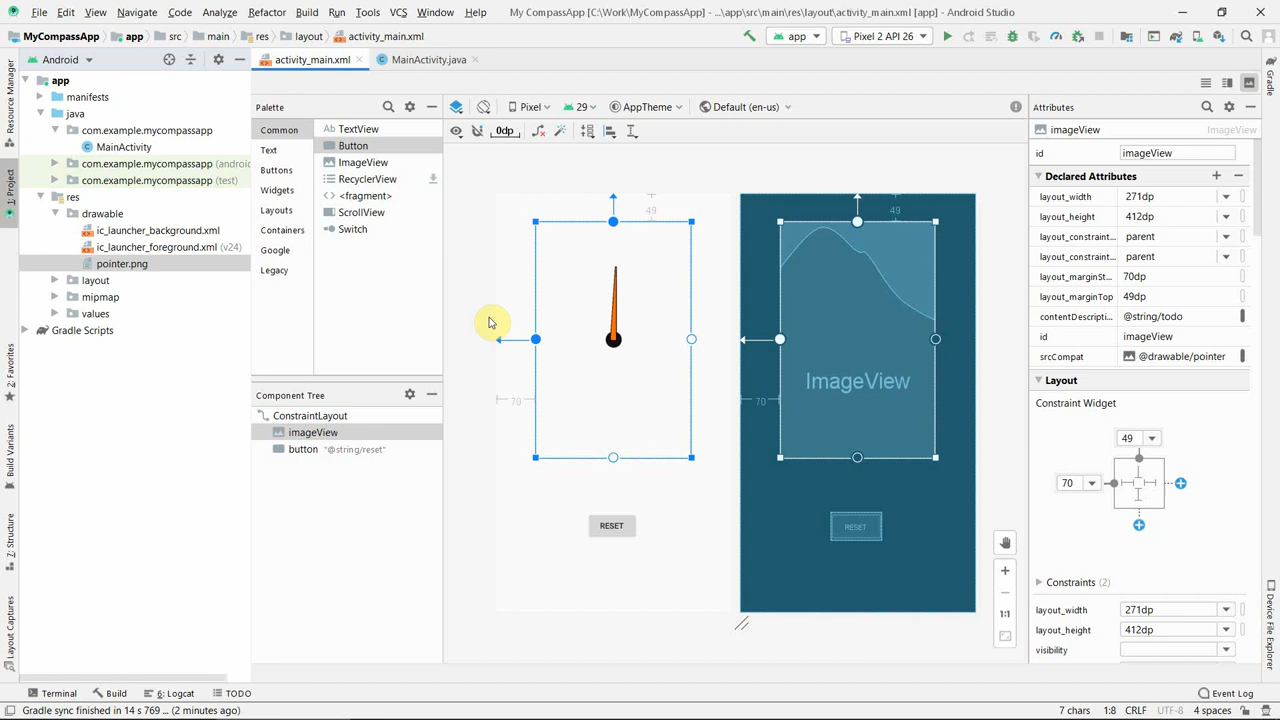 File Edit View Navigate Code Analyze Refactor Build Run Tools VCS Window Help My CompassApp [C:\Work\MyCompassApp] - ...\app\src\main\res\layout\activity_main.xml [app] - Android Studio
MyCompassApp app src main res layout activity_main.xml app Pixel 2 API 26
Android
activity_main.xml MainActivity.java
app
manifests
java
com.example.mycompassapp
MainActivity
com.example.mycompassapp (android
com.example.mycompassapp (test)
res
drawable
ic_launcher_background.xml
ic_launcher_foreground.xml (v24)
pointer.png
layout
mipmap
values
Gradle Scripts
Resource Manager
1: Project
2: Favorites
Build Variants
7: Structure
Layout Captures
Palette
Common
Text
Buttons
Widgets
Layouts
Containers
Google
Legacy
Ab TextView
Button
ImageView
RecyclerView
<fragment>
ScrollView
Switch
Component Tree
ConstraintLayout
imageView
button "@string/reset"
Pixel 29 AppTheme Default (en-us)
0dp
49
70
RESET
49
70
ImageView
RESET
1:1
Attributes
imageView ImageView
id imageView
Declared Attributes
layout_width 271dp
layout_height 412dp
layout_constraint... parent
layout_constraint... parent
layout_marginSt... 70dp
layout_marginTop 49dp
contentDescripti... @string/todo
id imageView
srcCompat @drawable/pointer
Layout
Constraint Widget
49
70
Constraints (2)
layout_width 271dp
layout_height 412dp
visibility
Gradle
Device File Explorer
Terminal Build 6: Logcat TODO Event Log
Gradle sync finished in 14 s 769 ... (2 minutes ago) 7 chars 1:8 CRLF UTF-8 4 spaces